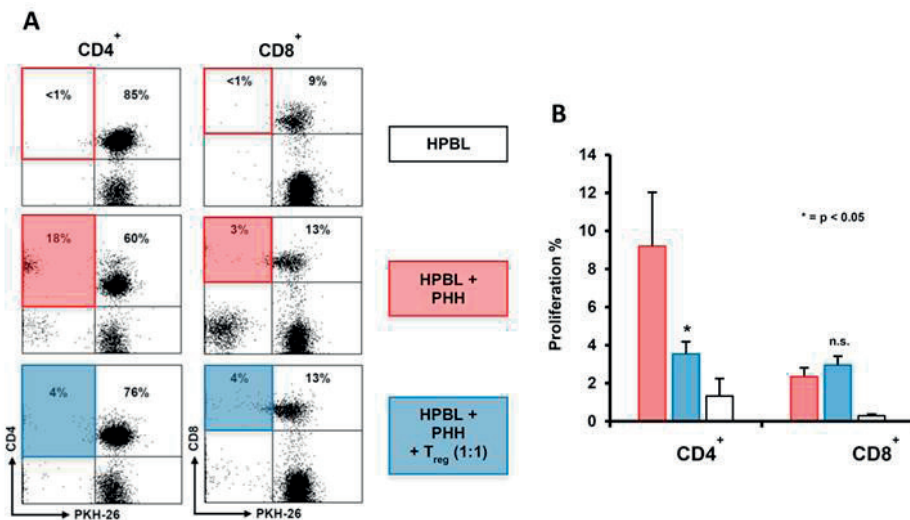 A
CD4+ CD8+
<1% 85% <1% 9%
HPBL
18% 60% 3% 13%
HPBL +
PHH
4% 76% 4% 13%
HPBL +
PHH
+ Treg (1:1)
CD4 CD8
PKH-26 PKH-26
B
Proliferation %
14
12
10
8
6
4
2
0
* = p < 0.05
*
n.s.
CD4+ CD8+